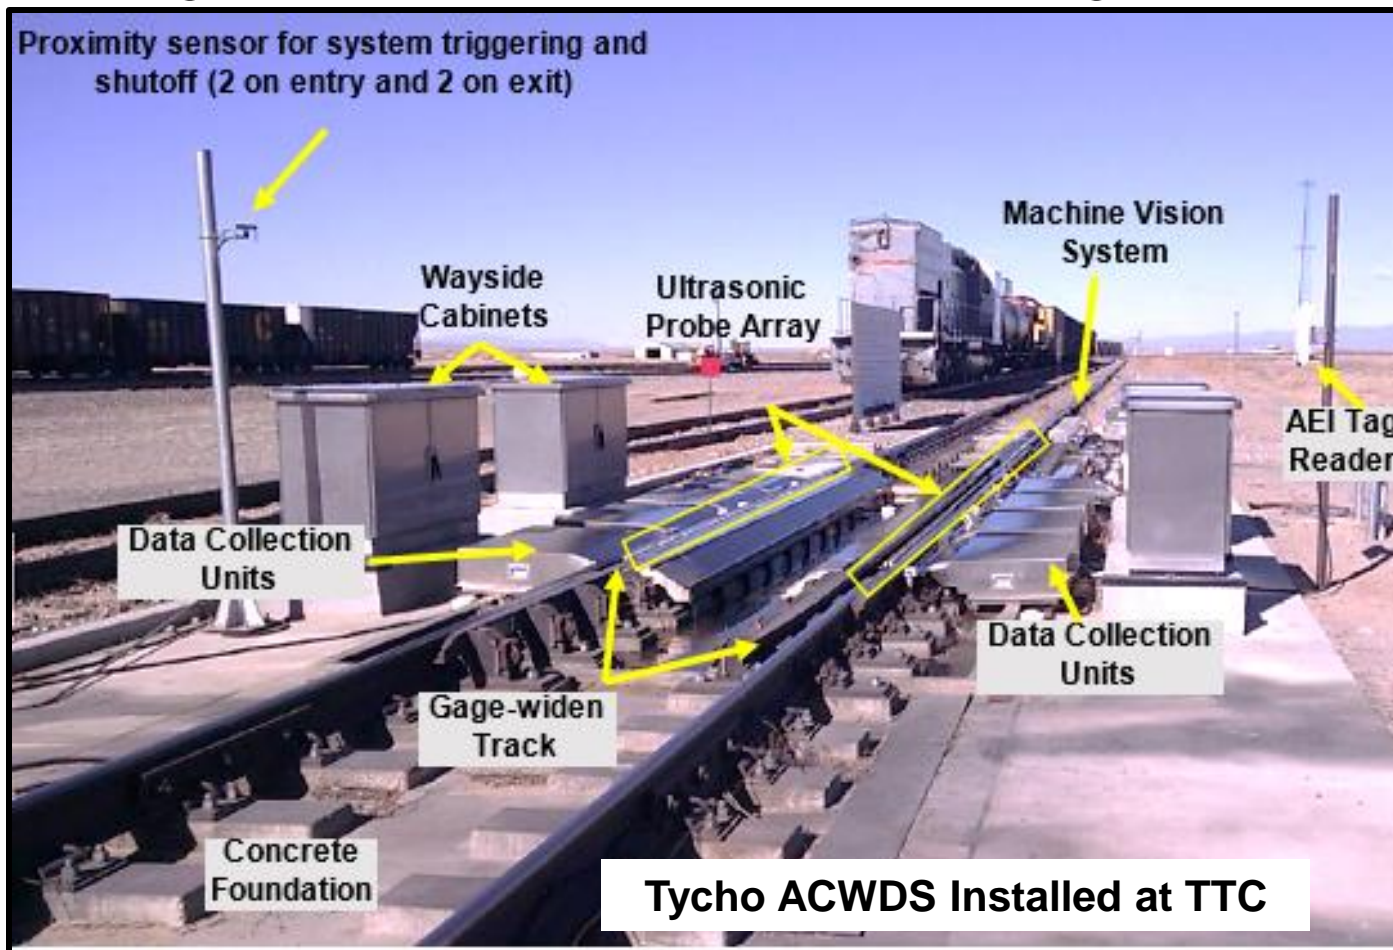 Proximity sensor for system triggering and
shutoff (2 on entry and 2 on exit)
Machine Vision
System
Wayside
Cabinets
Ultrasonic
Probe Array
AEI Tag
Reader
Data Collection
Units
Data Collection
Units
Gage-widen
Track
Concrete
Foundation
Tycho ACWDS Installed at TTC